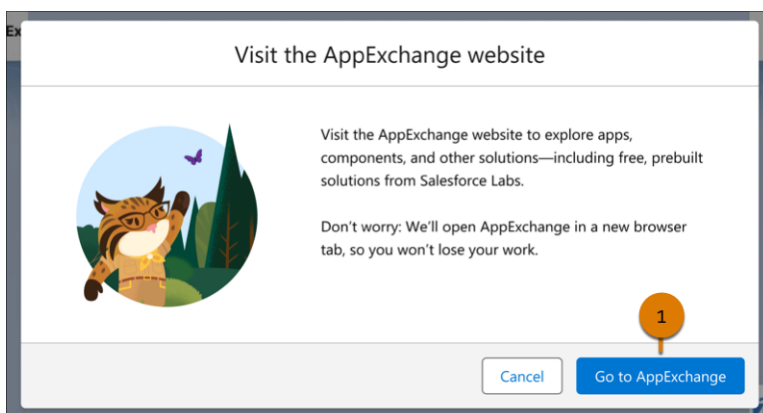 Ex
Visit the AppExchange website
Visit the AppExchange website to explore apps,
components, and other solutions—including free, prebuilt
solutions from Salesforce Labs.
Don’t worry: We’ll open AppExchange in a new browser
tab, so you won’t lose your work.
1
Cancel
Go to AppExchange